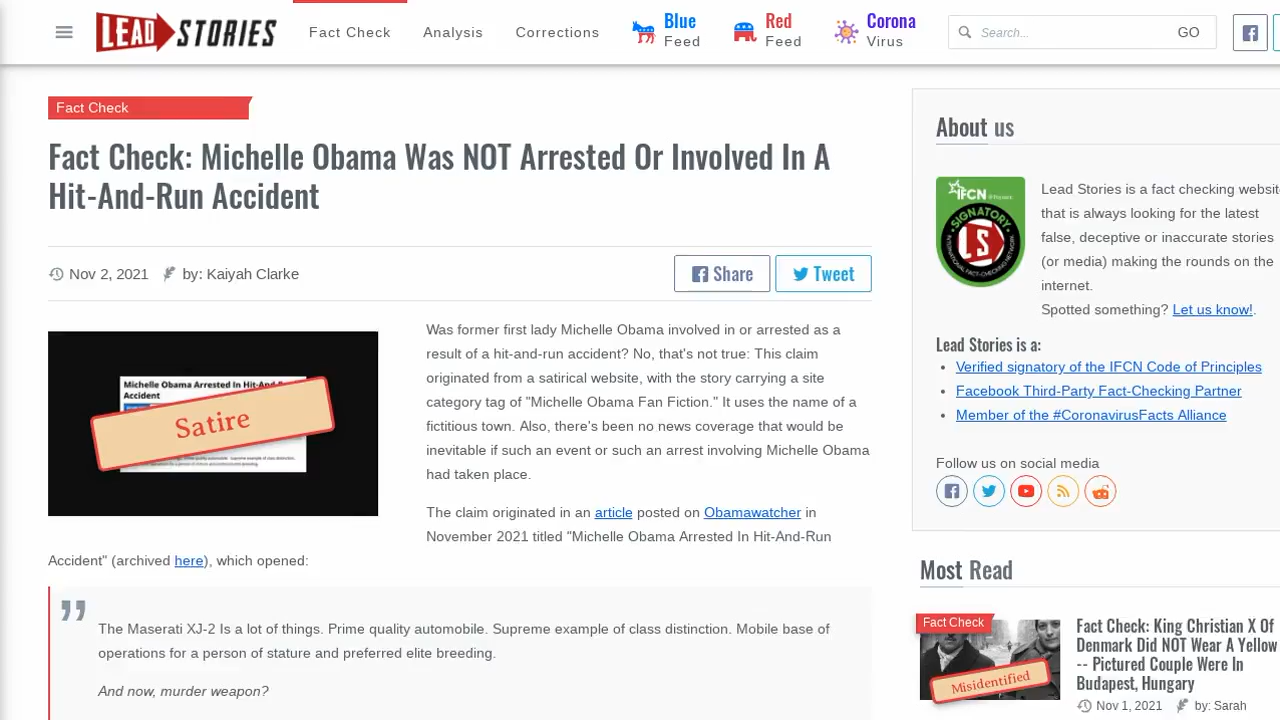 LEAD STORIES
Fact Check
Analysis
Corrections
Blue
Feed
Red
Feed
Corona
Virus
Search...
GO
Fact Check
Fact Check: Michelle Obama Was NOT Arrested Or Involved In A
Hit-And-Run Accident
Nov 2, 2021 by: Kaiyah Clarke
Share
Tweet
Michelle Obama Arrested In Hit-And-Run
Accident
Satire
Was former first lady Michelle Obama involved in or arrested as a
result of a hit-and-run accident? No, that's not true: This claim
originated from a satirical website, with the story carrying a site
category tag of "Michelle Obama Fan Fiction." It uses the name of a
fictitious town. Also, there's been no news coverage that would be
inevitable if such an event or such an arrest involving Michelle Obama
had taken place.
The claim originated in an article posted on Obamawatcher in
November 2021 titled "Michelle Obama Arrested In Hit-And-Run
Accident" (archived here), which opened:
The Maserati XJ-2 Is a lot of things. Prime quality automobile. Supreme example of class distinction. Mobile base of
operations for a person of stature and preferred elite breeding.
And now, murder weapon?
About us
IFCN
SIGNATORY
LS
INTERNATIONAL FACT-CHECKING NETWORK
Lead Stories is a fact checking website
that is always looking for the latest
false, deceptive or inaccurate stories
(or media) making the rounds on the
internet.
Spotted something? Let us know!.
Lead Stories is a:
Verified signatory of the IFCN Code of Principles
Facebook Third-Party Fact-Checking Partner
Member of the #CoronavirusFacts Alliance
Follow us on social media
Most Read
Fact Check
Misidentified
Fact Check: King Christian X Of
Denmark Did NOT Wear A Yellow
-- Pictured Couple Were In
Budapest, Hungary
Nov 1, 2021 by: Sarah